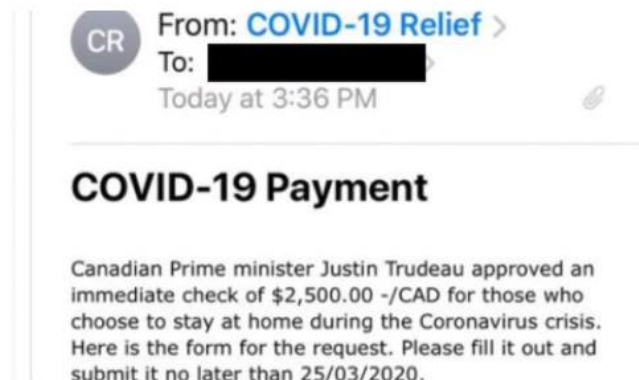 CR
From: COVID-19 Relief >
To:
Today at 3:36 PM
COVID-19 Payment
Canadian Prime minister Justin Trudeau approved an
immediate check of $2,500.00 -/CAD for those who
choose to stay at home during the Coronavirus crisis.
Here is the form for the request. Please fill it out and
submit it no later than 25/03/2020.